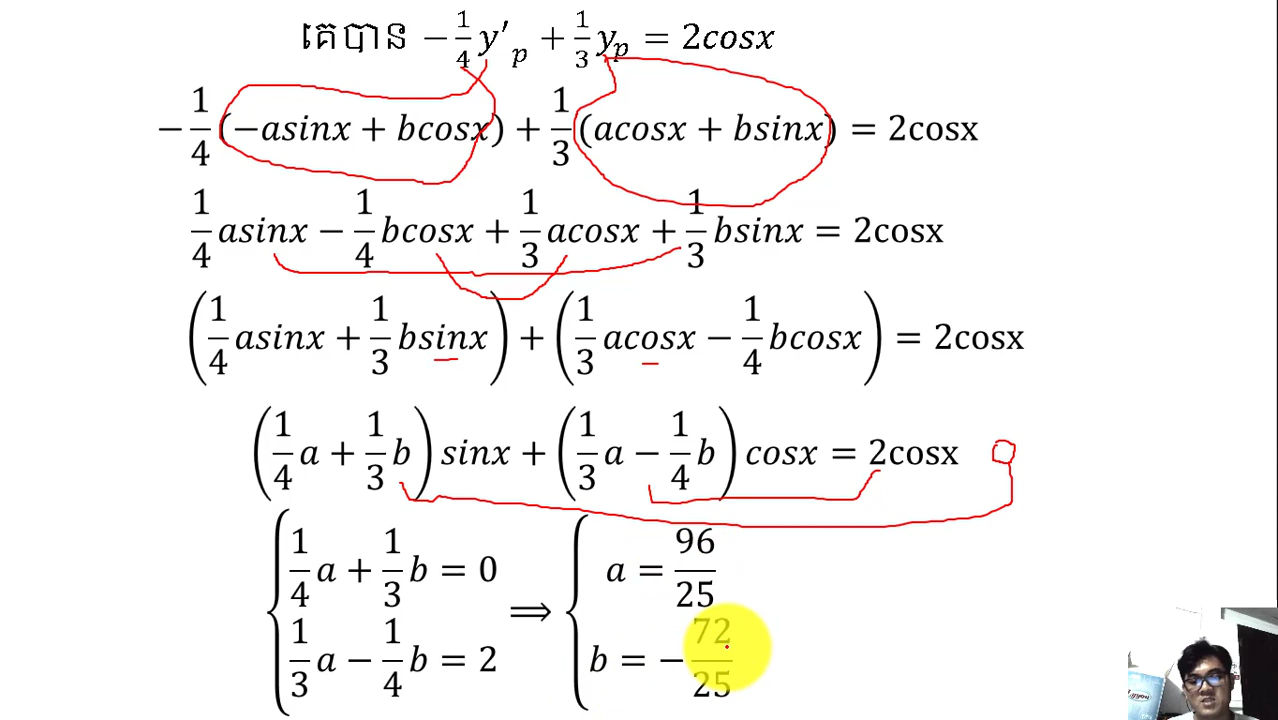 គេបាន −1/4 y′ₚ + 1/3 yₚ = 2cosx
−1/4 (−asinx + bcosx) + 1/3 (acosx + bsinx) = 2cosx
1/4 asinx − 1/4 bcosx + 1/3 acosx + 1/3 bsinx = 2cosx
(1/4 asinx + 1/3 bsinx) + (1/3 acosx − 1/4 bcosx) = 2cosx
(1/4 a + 1/3 b) sinx + (1/3 a − 1/4 b) cosx = 2cosx
{ 1/4 a + 1/3 b = 0 ⟹ { a = 96/25
1/3 a − 1/4 b = 2 b = − 72/25